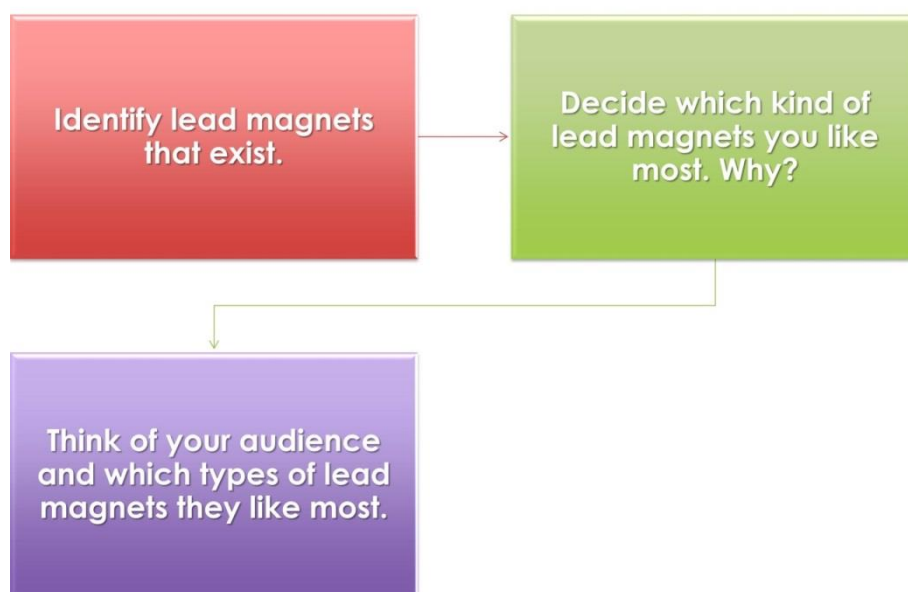 Identify lead magnets
that exist.
Decide which kind of
lead magnets you like
most. Why?
Think of your audience
and which types of lead
magnets they like most.